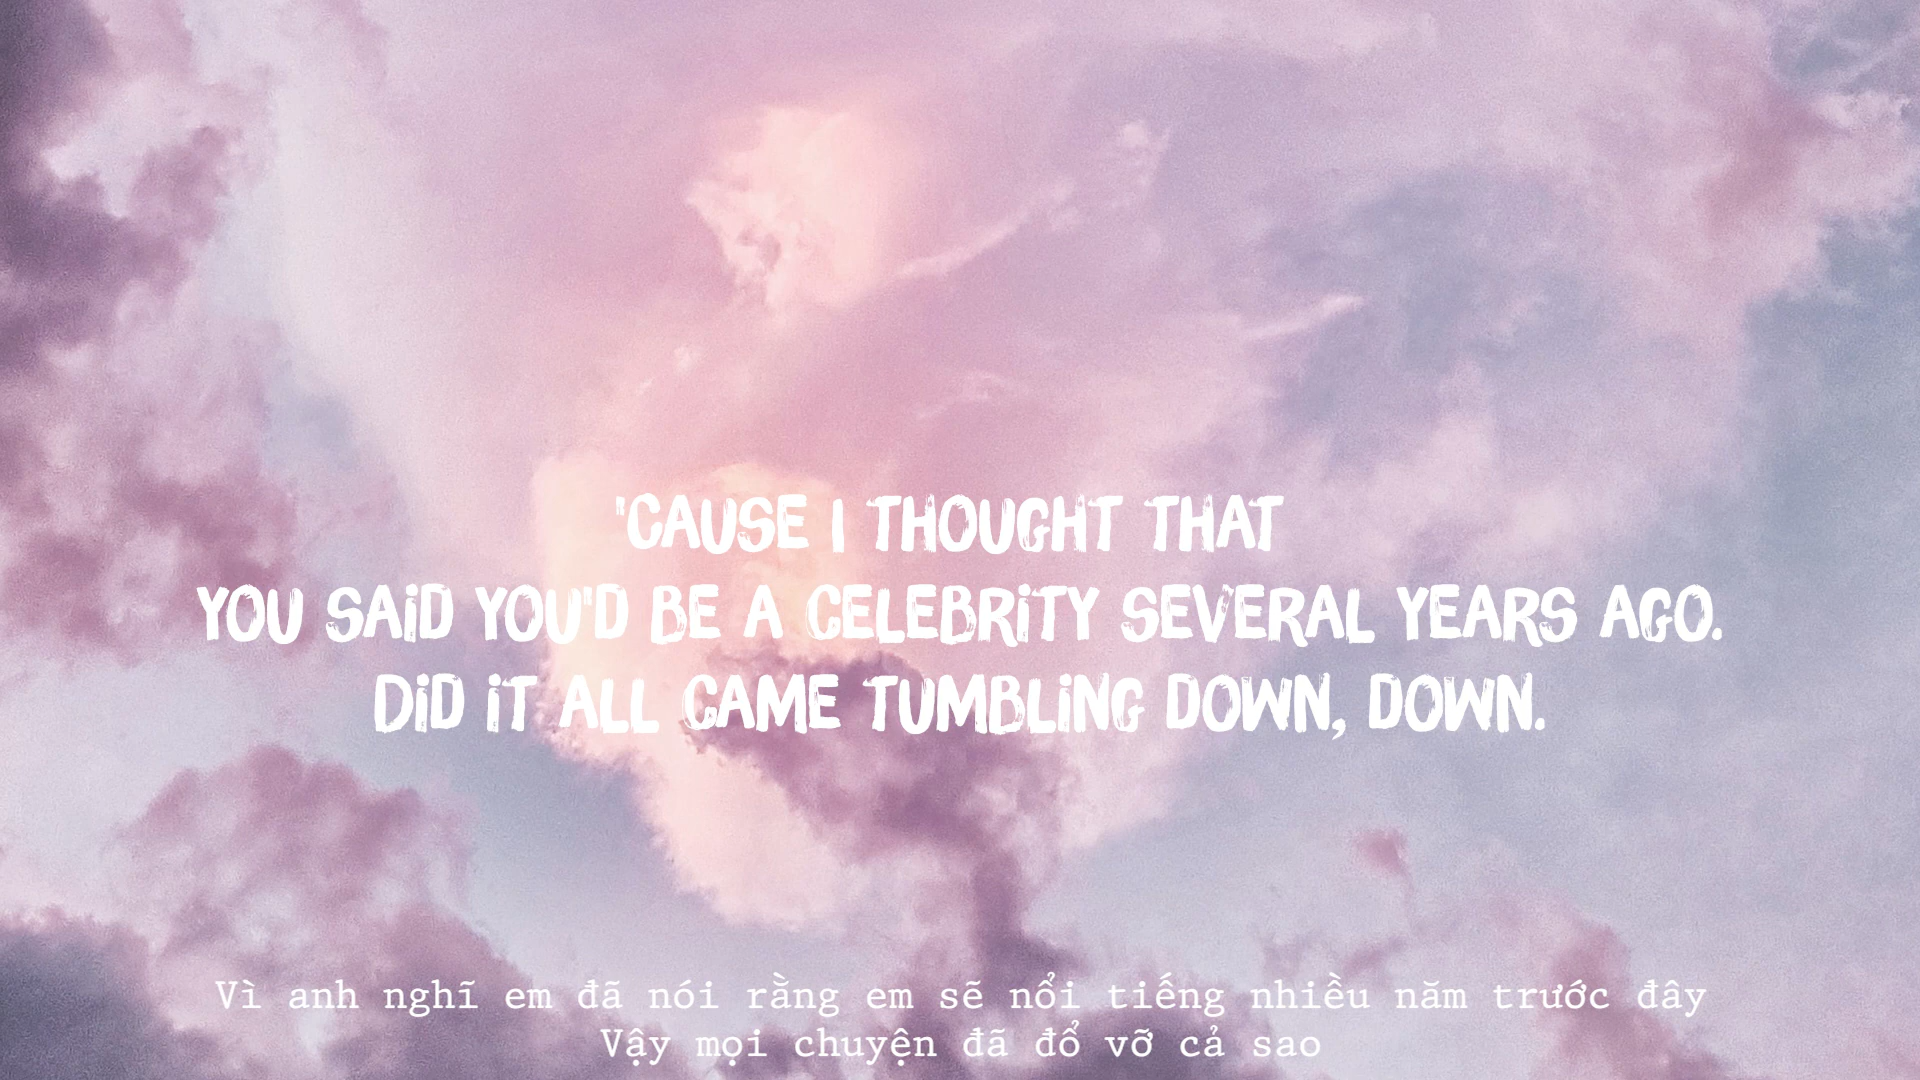 'CAUSE I THOUGHT THAT
YOU SAiD YOU'D BE A CELEBRiTY SEVERAL YEARS AGO.
DiD iT ALL CAME TUMBLiNG DOWN, DOWN.
Vì anh nghĩ em đã nói rằng em sẽ nổi tiếng nhiều năm trước đây
Vậy mọi chuyện đã đổ vỡ cả sao